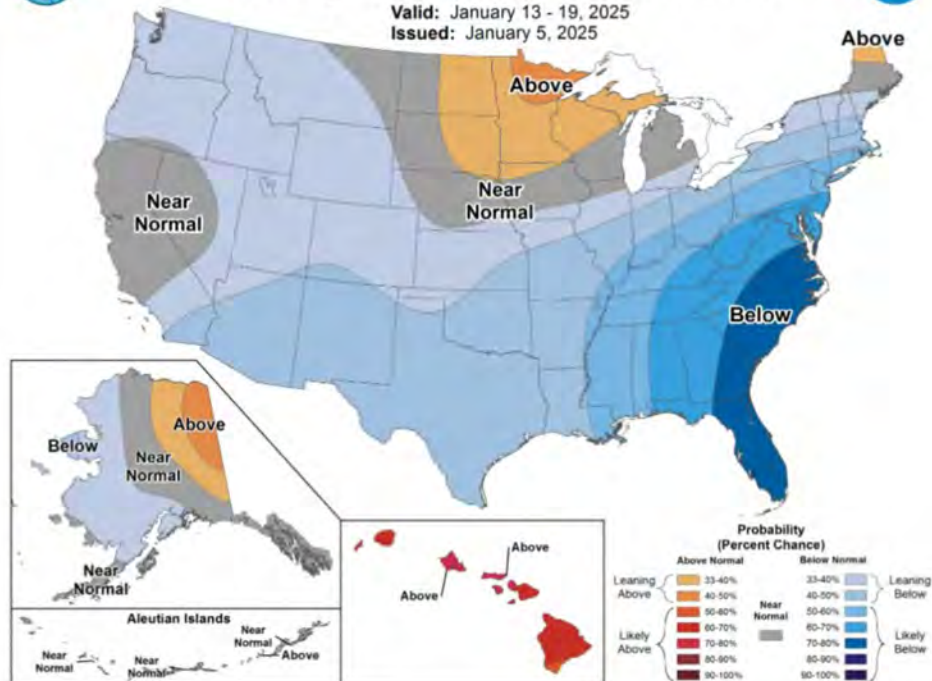 Valid: January 13 - 19, 2025
Issued: January 5, 2025
Above
Above
Near
Normal
Near
Normal
Below
Below
Above
Near
Normal
Near
Normal
Aleutian Islands
Near
Normal
Near
Normal
Near
Normal
Above
Above
Above
Probability
(Percent Chance)
Above Normal
Below Normal
Leaning
Above
33-40%
40-50%
Likely
Above
50-60%
60-70%
70-80%
80-90%
90-100%
Near
Normal
33-40%
40-50%
50-60%
60-70%
70-80%
80-90%
90-100%
Leaning
Below
Likely
Below